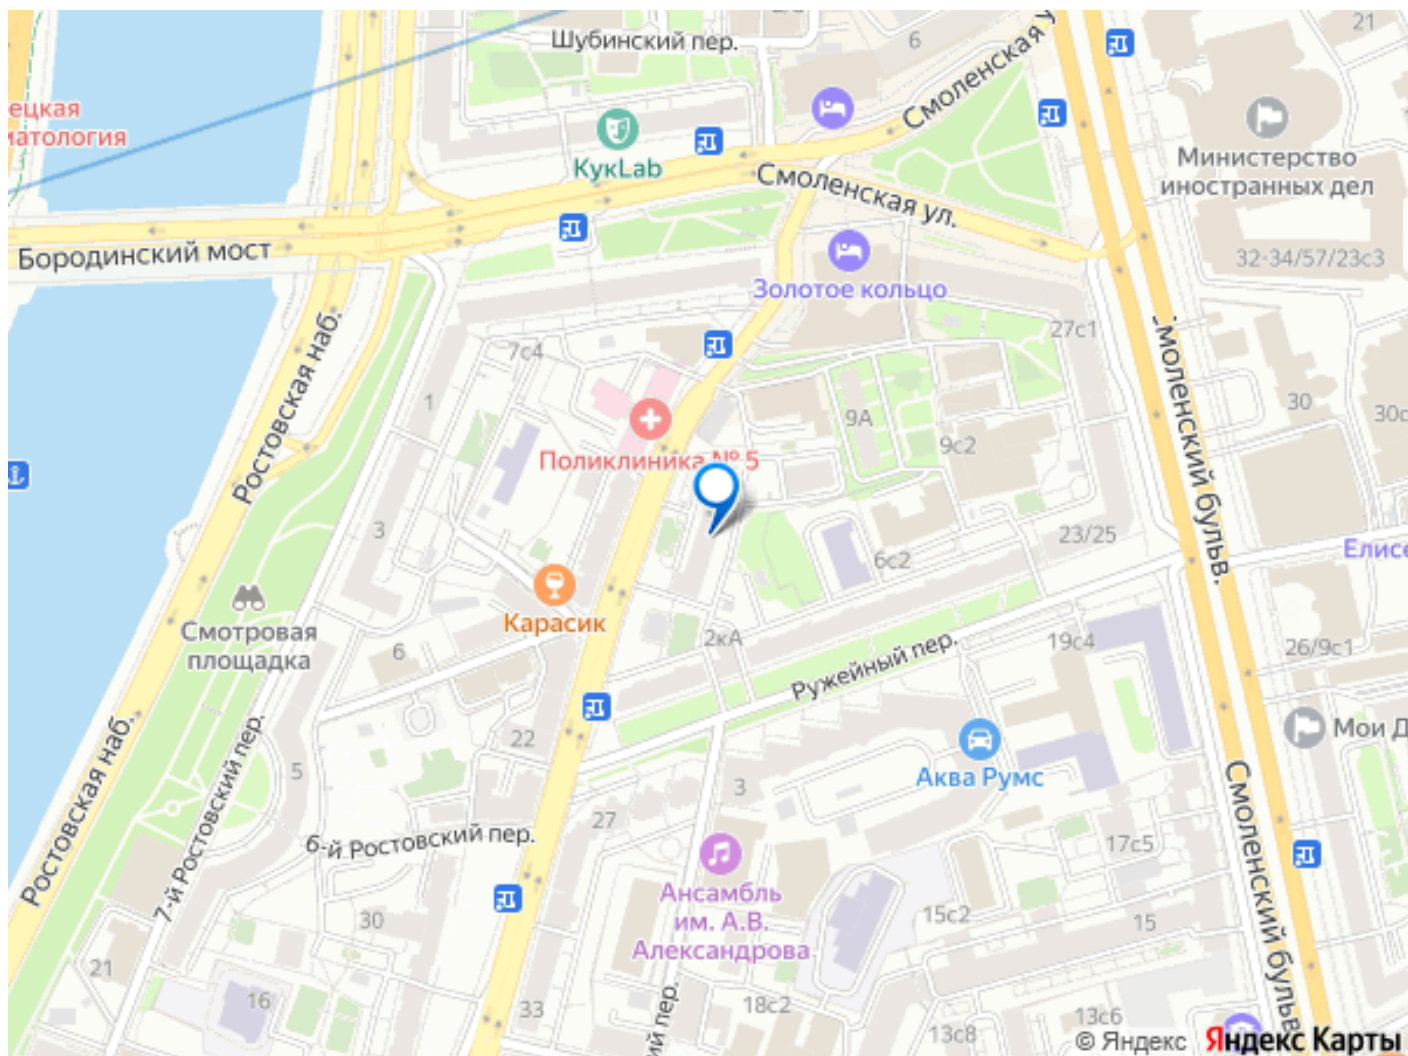 Шубинский пер.
6
21
Смоленская у
ецкая
матология
КукLab
Министерство
иностранных дел
Смоленская ул.
Бородинский мост
32-34/57/23с3
Золотое кольцо
27с1
Ростовская наб.
7с4
моленский бульв.
1
9А
30
30с
9с2
Поликлиника № 5
3
23/25
6с2
Елисе
Карасик
Смотровая
площадка
2кА
19с4
26/9с1
6
Ружейный пер.
22
Мои Д
5
Аква Румс
3
Ростовская наб.
7-й Ростовский пер.
27
6-й Ростовский пер.
17с5
Смоленский бульв.
Ансамбль
им. А.В.
Александрова
30
15с2
15
21
16
33
18с2
13с8
13с6
ий пер.
© Яндекс Яндекс Карты